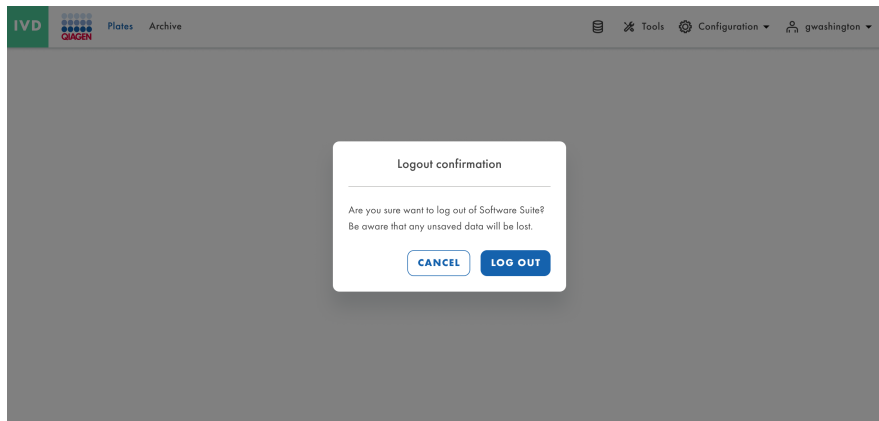 IVD QIAGEN Plates Archive Tools Configuration gwashington
Logout confirmation
Are you sure want to log out of Software Suite?
Be aware that any unsaved data will be lost.
CANCEL LOG OUT